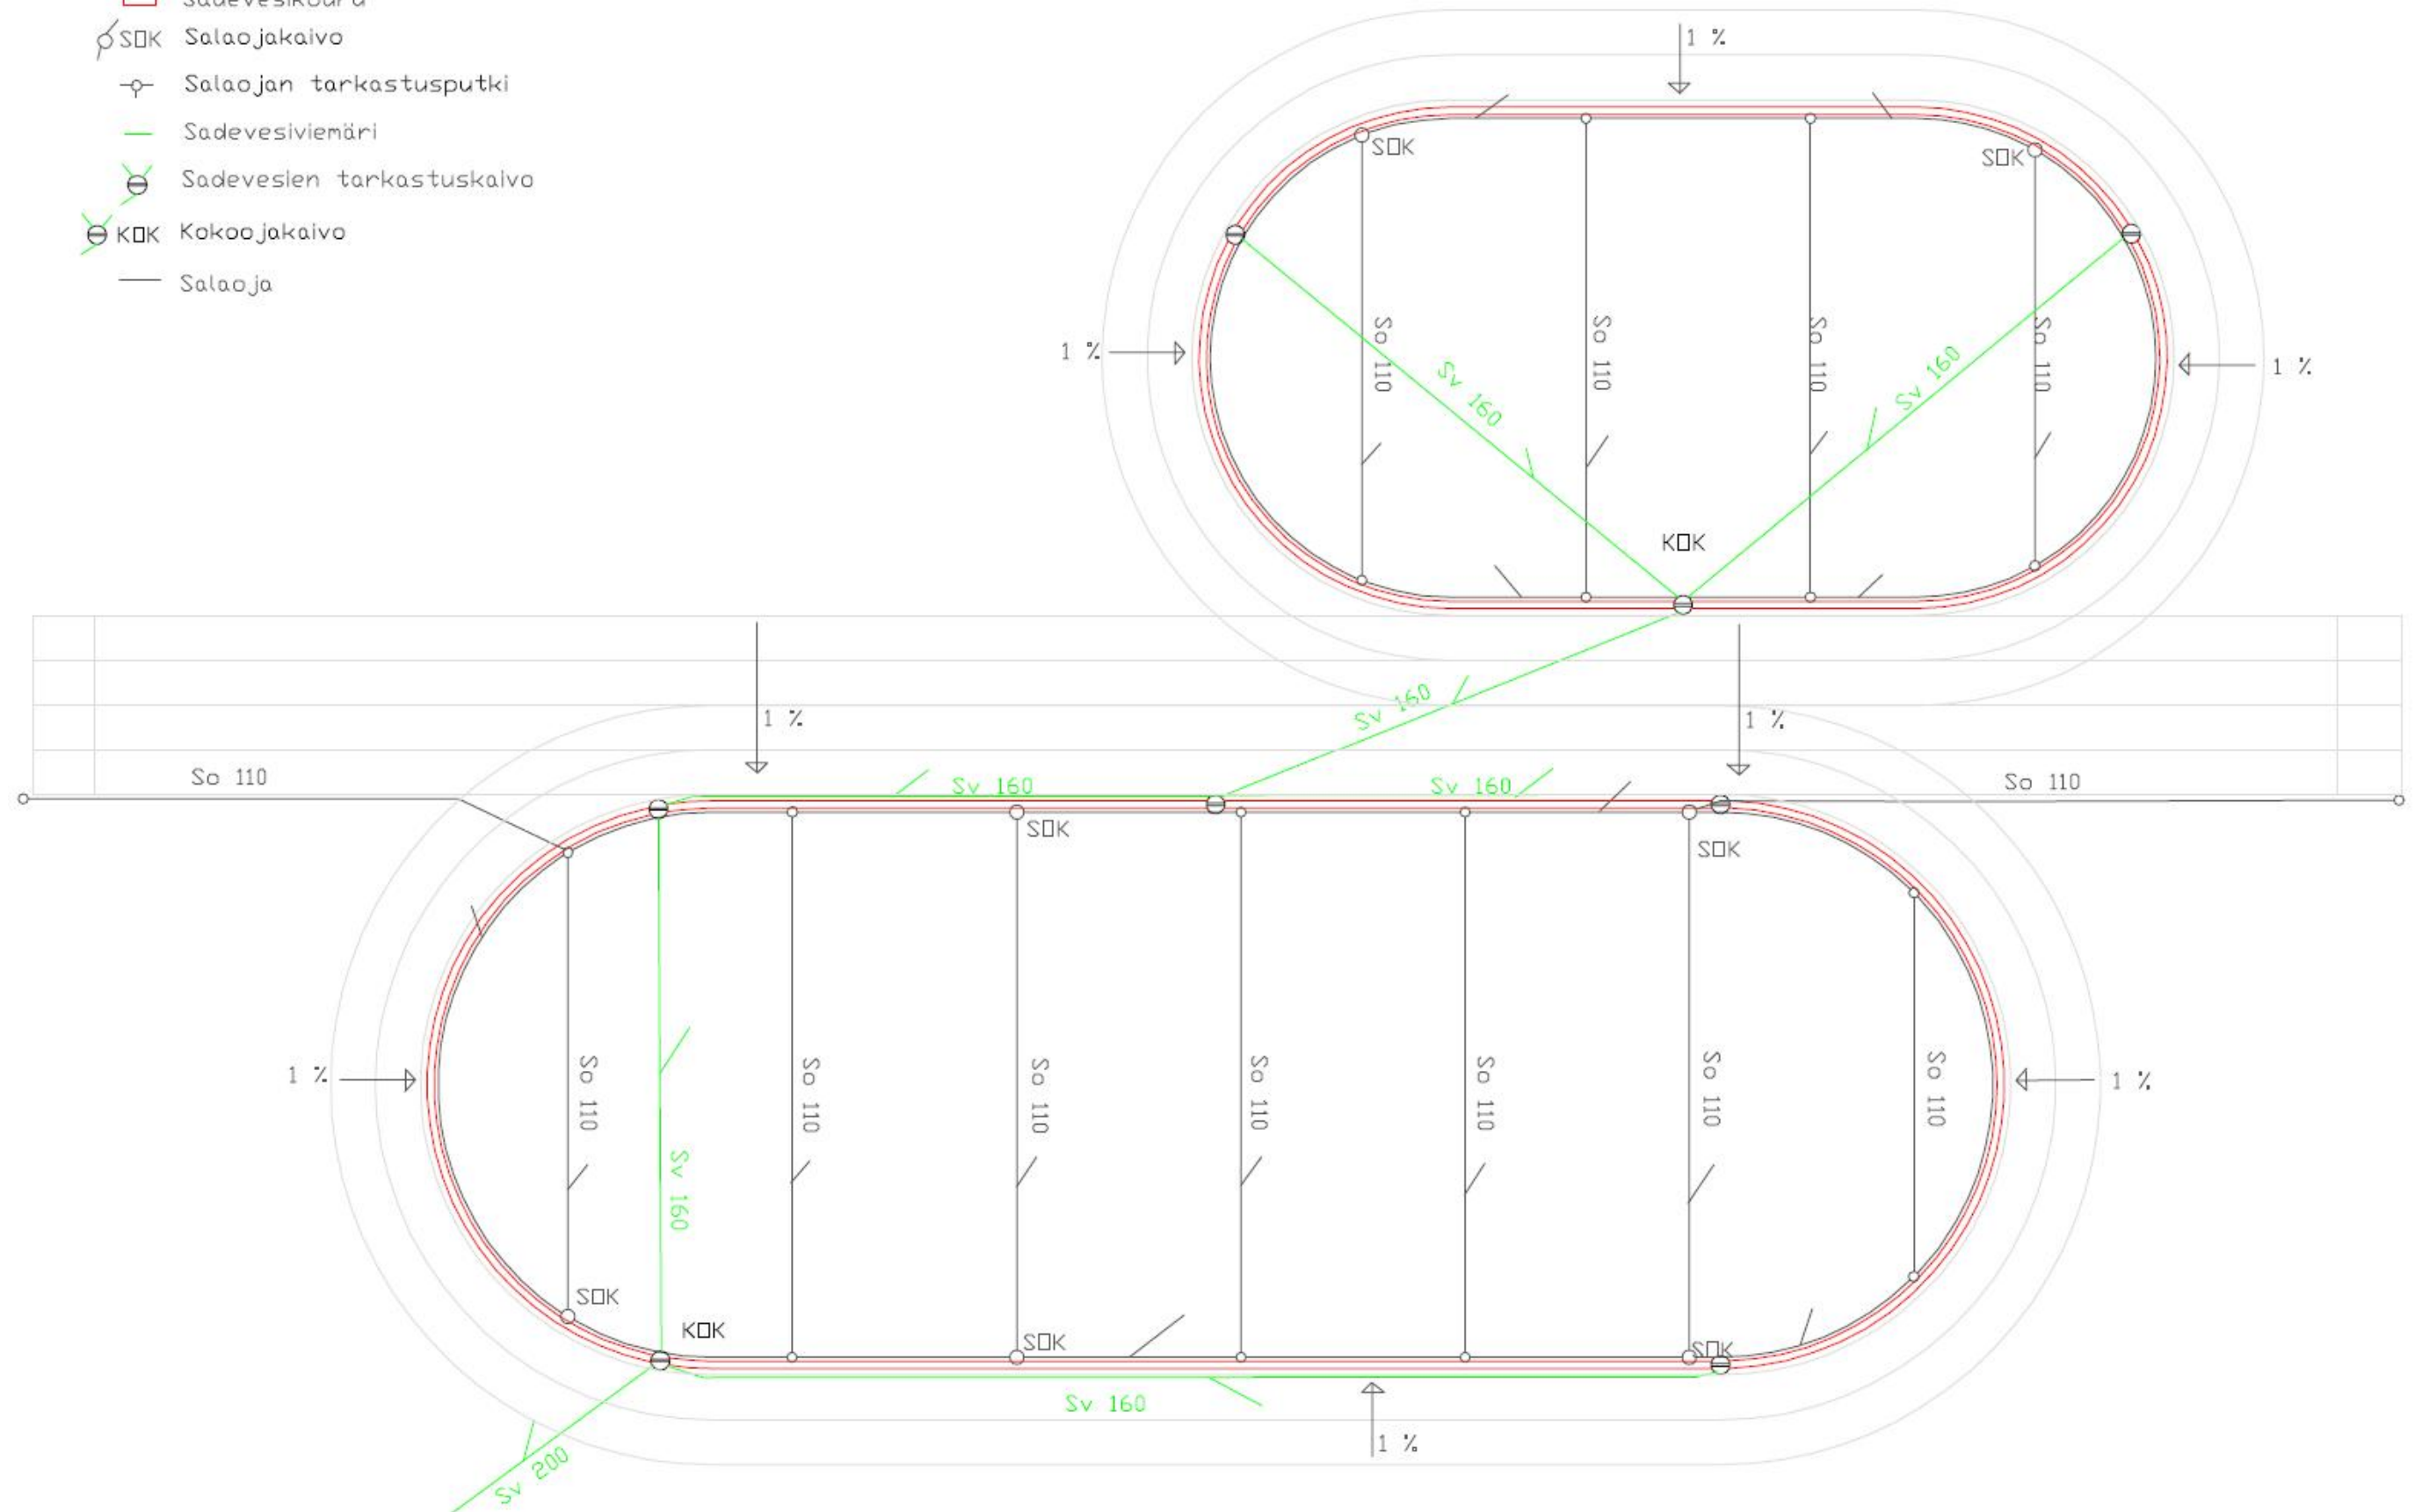 Sadevesikouru
SOK Salaojakaivo
Salaojan tarkastusputki
Sadevesiviemäri
Sadevesien tarkastuskaivo
KOK Kokoojakaivo
Salaoja
1 %
SOK
SOK
1 %
So 110
So 110
So 110
So 110
Sv 160
Sv 160
1 %
KOK
1 %
Sv 160
1 %
So 110
Sv 160
Sv 160
So 110
SOK
SOK
1 %
So 110
So 110
So 110
So 110
So 110
So 110
So 110
1 %
Sv 160
SOK
KOK
SOK
SOK
Sv 160
1 %
Sv 200